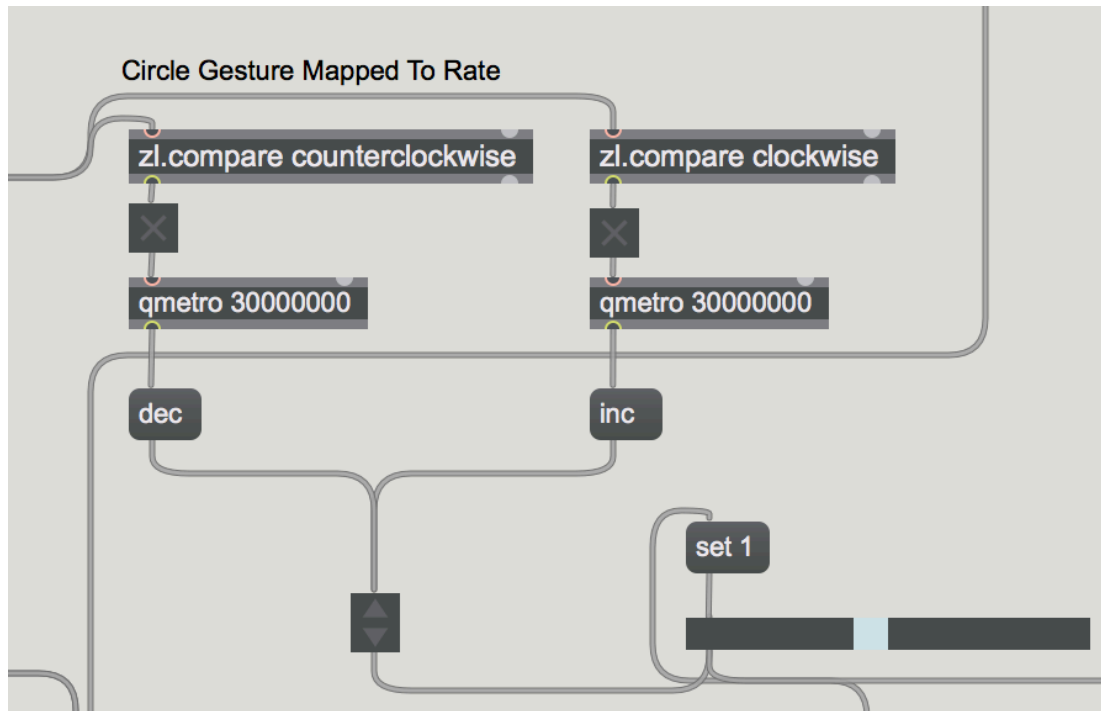 Circle Gesture Mapped To Rate
zl.compare counterclockwise
zl.compare clockwise
qmetro 30000000
qmetro 30000000
dec
inc
set 1